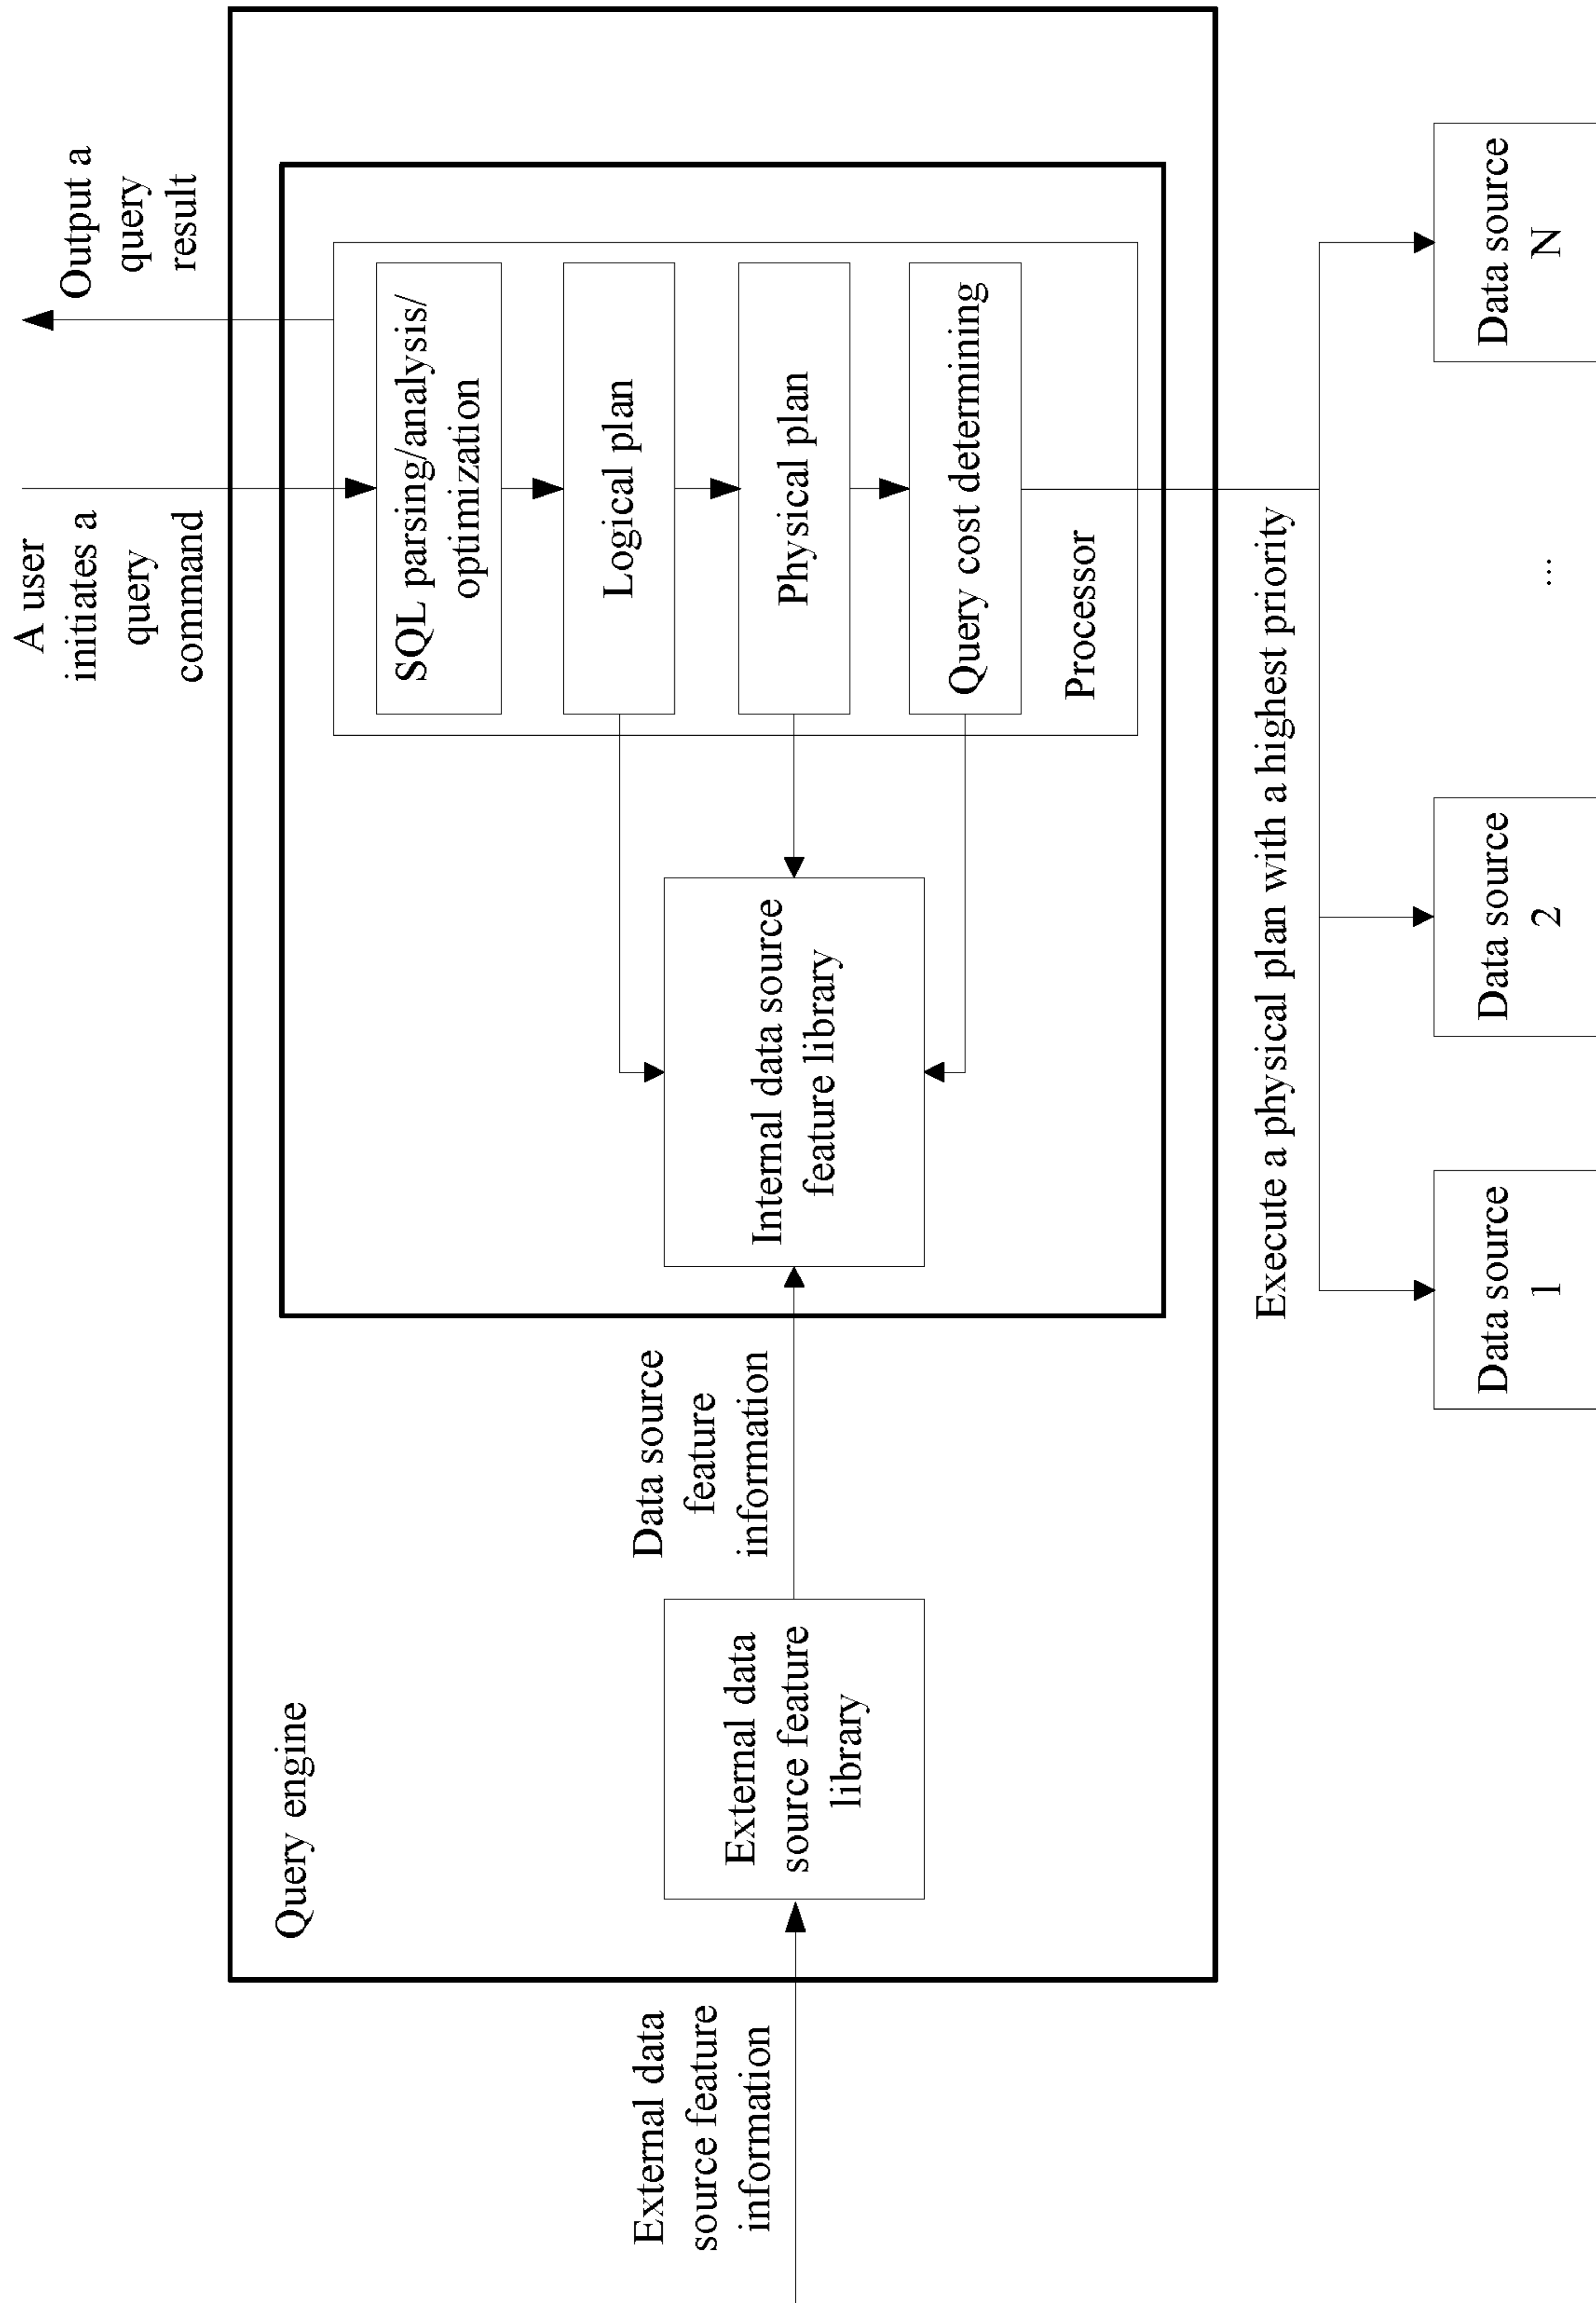 A user
initiates a
query
command
Output a
query
result
Query engine
SQL parsing/analysis/
optimization
Logical plan
Physical plan
Query cost determining
Processor
External data
source feature
information
External data
source feature
library
Data source
feature
information
Internal data source
feature library
Execute a physical plan with a highest priority
Data source
1
Data source
2
...
Data source
N